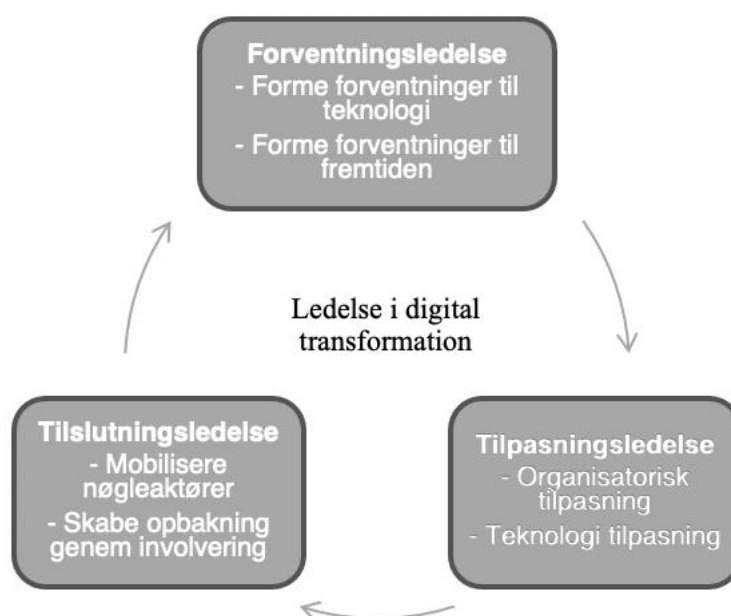 Forventningsledelse
- Forme forventninger til
teknologi
- Forme forventninger til
fremtiden
Ledelse i digital
transformation
Tilslutningsledelse
- Mobilisere
nøgleaktører
- Skabe opbakning
genem involvering
Tilpasningsledelse
- Organisatorisk
tilpasning
- Teknologi tilpasning